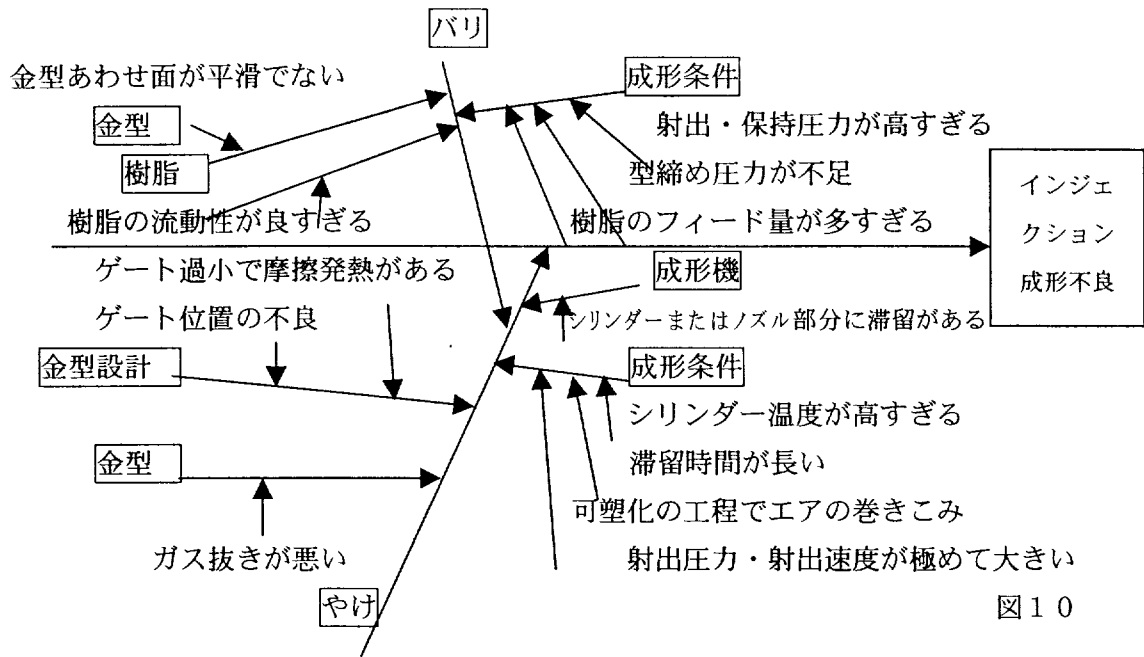 バリ
金型あわせ面が平滑でない
成形条件
金型
射出・保持圧力が高すぎる
樹脂
型締め圧力が不足
樹脂の流動性が良すぎる
樹脂のフィード量が多すぎる
インジェ
クション
成形不良
ゲート過小で摩擦発熱がある
成形機
ゲート位置の不良
シリンダーまたはノズル部分に滞留がある
金型設計
成形条件
シリンダー温度が高すぎる
金型
滞留時間が長い
可塑化の工程でエアの巻きこみ
ガス抜きが悪い
射出圧力・射出速度が極めて大きい
やけ
図10